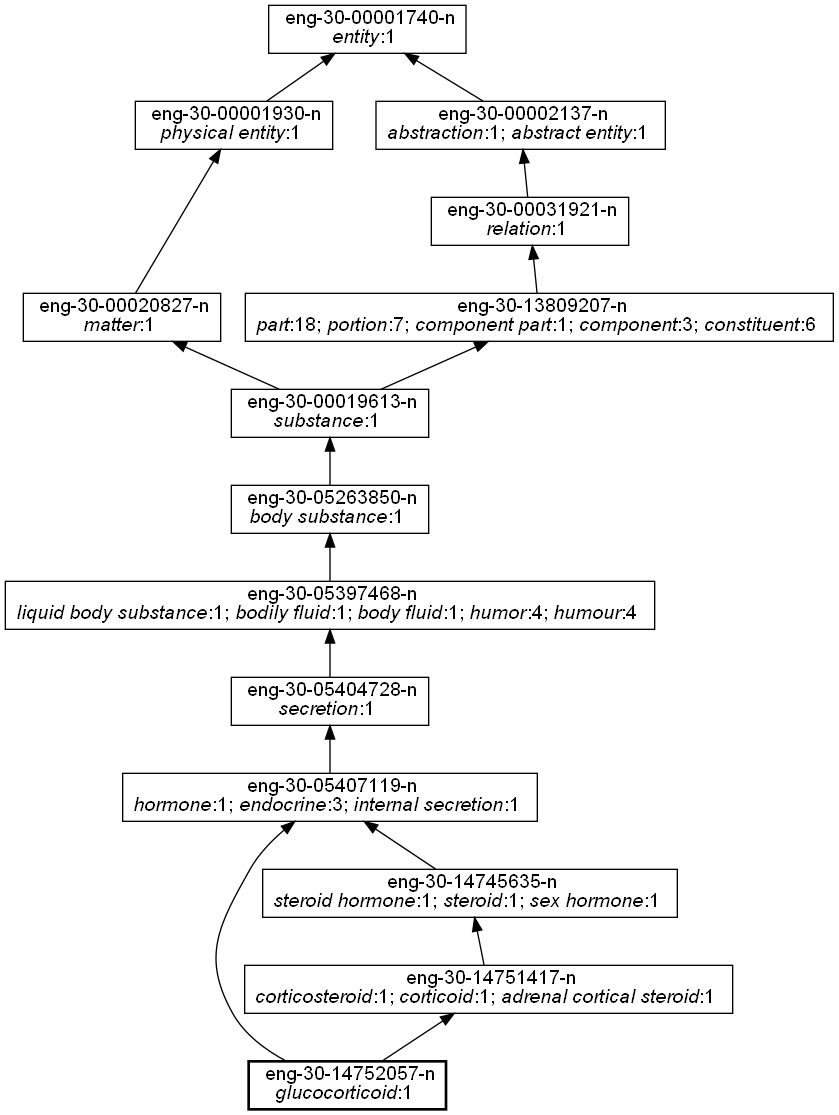 eng-30-00001740-n
entity:1
eng-30-00001930-n
physical entity:1
eng-30-00002137-n
abstraction:1; abstract entity:1
eng-30-00031921-n
relation:1
eng-30-00020827-n
matter:1
eng-30-13809207-n
part:18; portion:7; component part:1; component:3; constituent:6
eng-30-00019613-n
substance:1
eng-30-05263850-n
body substance:1
eng-30-05397468-n
liquid body substance:1; bodily fluid:1; body fluid:1; humor:4; humour:4
eng-30-05404728-n
secretion:1
eng-30-05407119-n
hormone:1; endocrine:3; internal secretion:1
eng-30-14745635-n
steroid hormone:1; steroid:1; sex hormone:1
eng-30-14751417-n
corticosteroid:1; corticoid:1; adrenal cortical steroid:1
eng-30-14752057-n
glucocorticoid:1